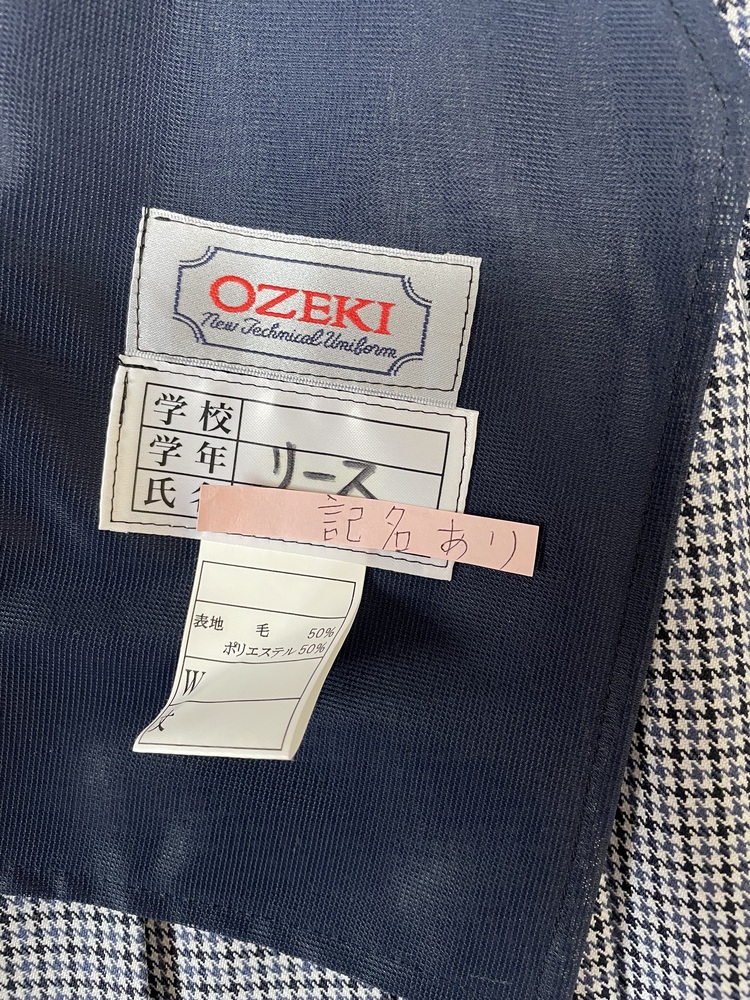 OZEKI
New Technical Uniform
学校
学年
リース
氏
記名あり
表地 毛 50%
ポリエステル 50%
W
丈